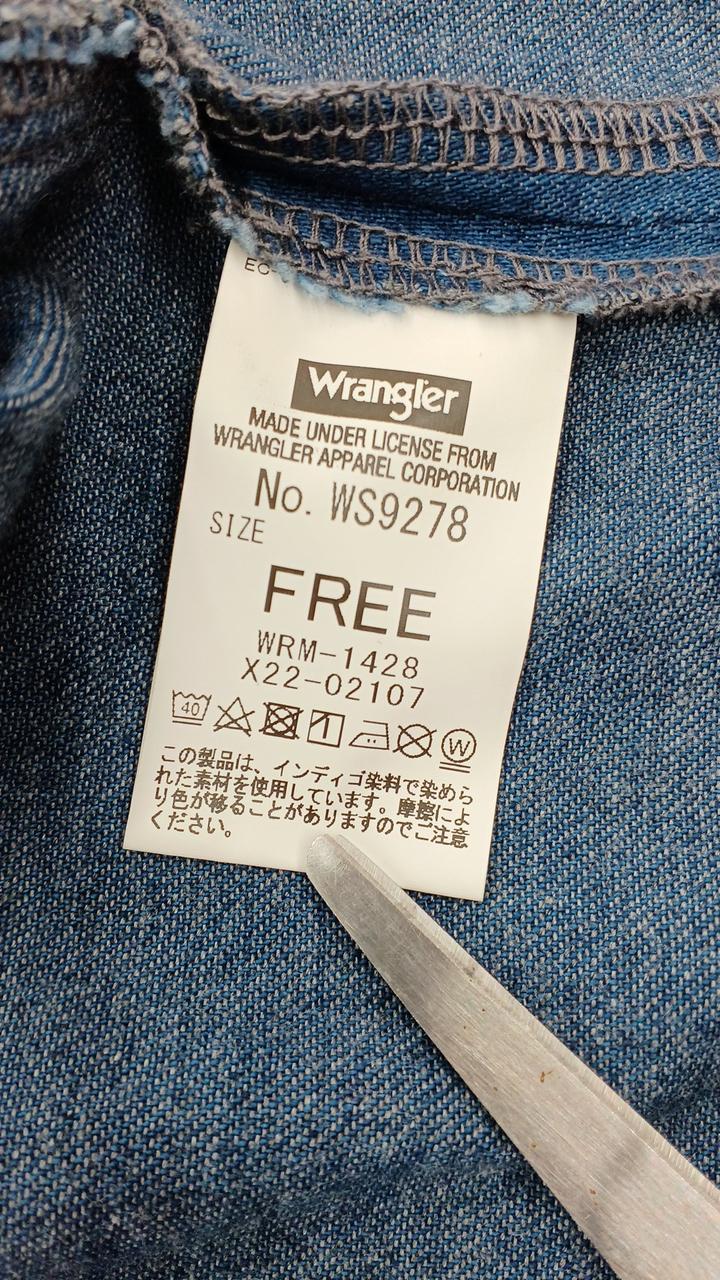 Wrangler
MADE UNDER LICENSE FROM
WRANGLER APPAREL CORPORATION
No. WS9278
SIZE
FREE
WRM-1428
X22-02107
40
W
この製品は、インディゴ染料で染めら
れた素材を使用しています。摩擦によ
り色が移ることがありますのでご注意
ください。